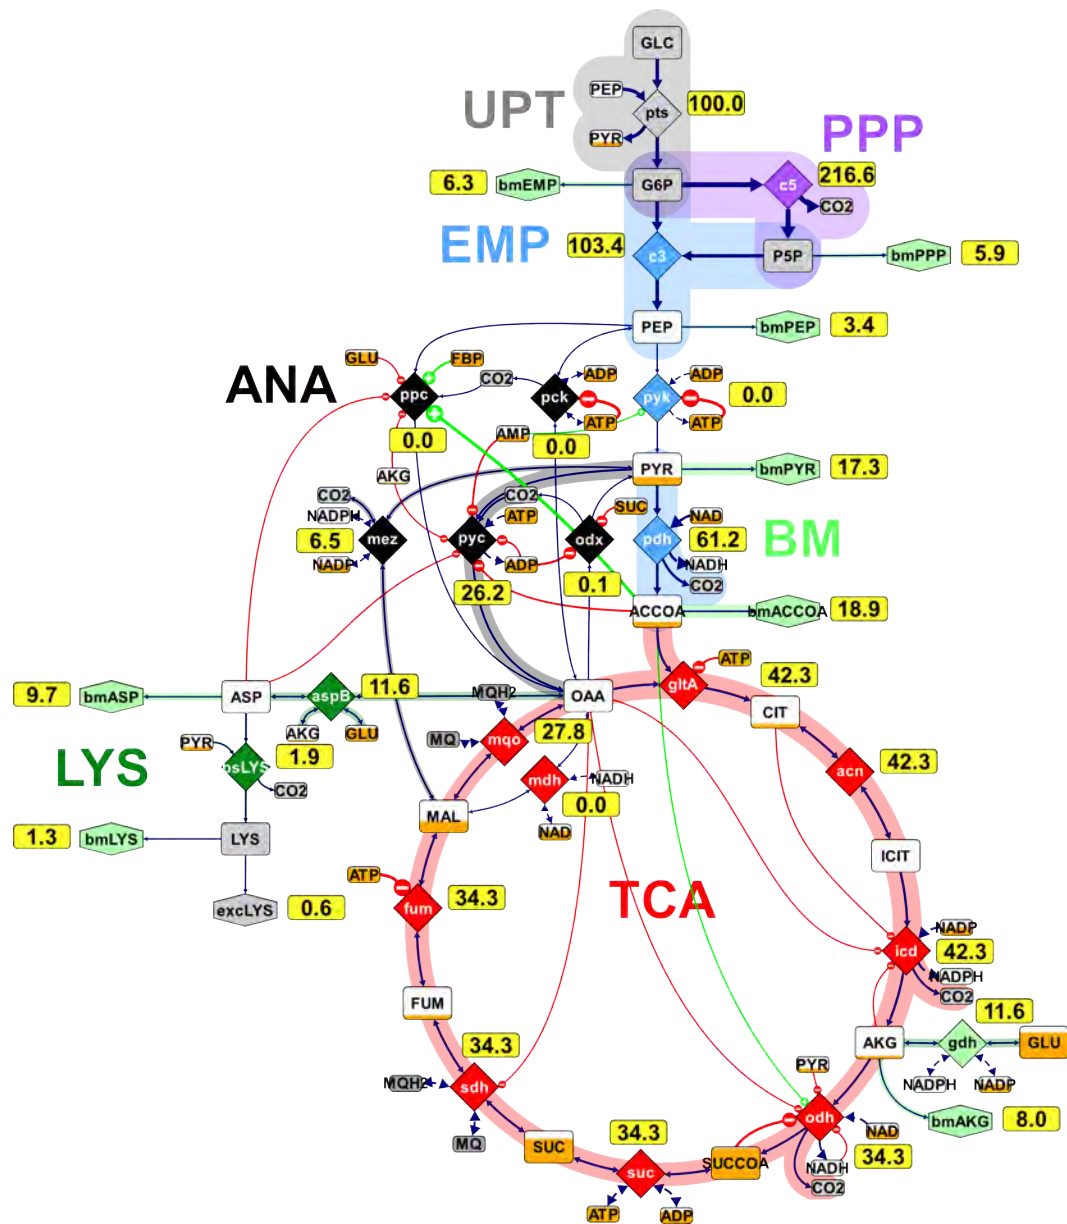 GLC
PEP
UPT
pts
100.0
PYR
PPP
6.3
bmEMP
G6P
c5
216.6
CO2
EMP
103.4
c3
P5P
bmPPP
5.9
PEP
bmPEP
3.4
GLU
FBP
ANA
ppc
CO2
pck
ADP
pyk
ADP
0.0
ATP
ATP
0.0
AMP
0.0
AKG
PYR
bmPYR
17.3
CO2
CO2
NADPH
ATP
SUC
NAD
BM
6.5
mez
pyc
odx
pdh
61.2
NADP
ADP
NADH
26.2
0.1
CO2
ACCOA
bmACCOA
18.9
ATP
9.7
bmASP
ASP
aspB
11.6
MQH2
OAA
gltA
42.3
CIT
AKG
GLU
MQ
mqo
27.8
PYR
1.9
LYS
bsLYS
CO2
mdh
NADH
acn
42.3
0.0
NAD
MAL
1.3
bmLYS
LYS
ICIT
ATP
TCA
excLYS
0.6
fum
34.3
NADP
icd
42.3
NADPH
CO2
FUM
11.6
AKG
gdh
GLU
34.3
PYR
NADPH
NADP
MQH2
sdh
odh
NAD
bmAKG
8.0
MQ
34.3
SUC
SUCCOA
NADH
34.3
suc
CO2
ATP
ADP